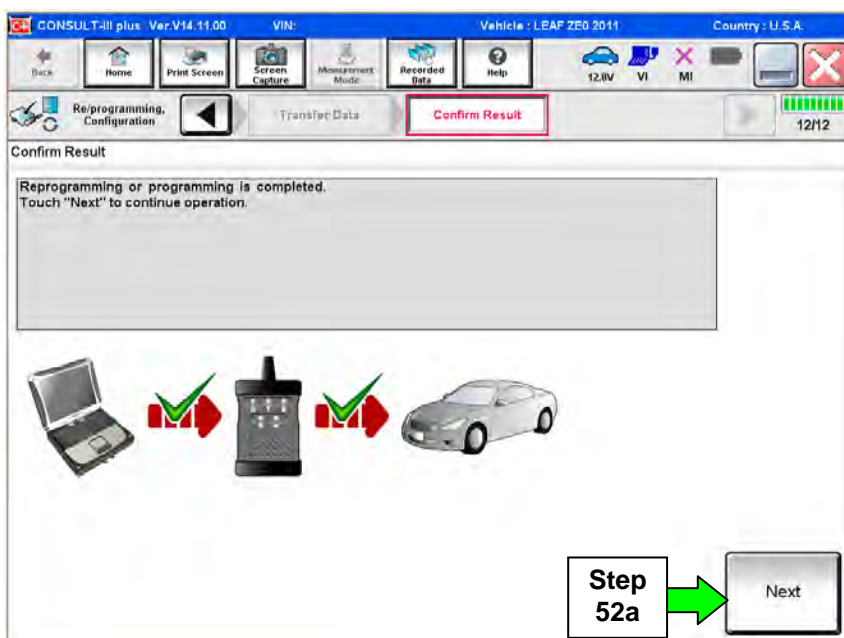 CONSULT-III plus Ver.V14.11.00 VIN: Vehicle : LEAF ZE0 2011 Country : U.S.A.
Back
Home
Print Screen
Screen
Capture
Measurement
Mode
Recorded
Data
Help
12.8V
VI
MI
Re/programming,
Configuration
Transfer Data
Confirm Result
12/12
Confirm Result
Reprogramming or programming is completed.
Touch "Next" to continue operation.
Step
52a
Next